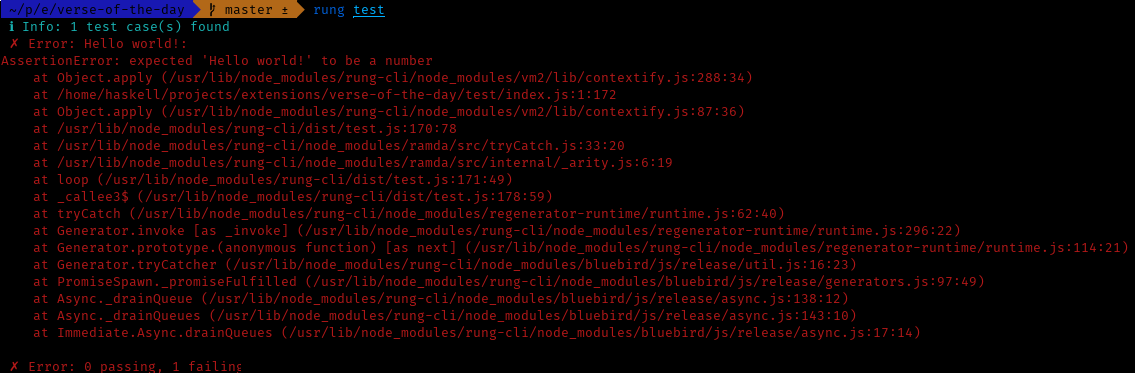 ~/p/e/verse-of-the-day master ± rung test
ℹ Info: 1 test case(s) found
✗ Error: Hello world!:
AssertionError: expected 'Hello world!' to be a number
at Object.apply (/usr/lib/node_modules/rung-cli/node_modules/vm2/lib/contextify.js:288:34)
at /home/haskell/projects/extensions/verse-of-the-day/test/index.js:1:172
at Object.apply (/usr/lib/node_modules/rung-cli/node_modules/vm2/lib/contextify.js:87:36)
at /usr/lib/node_modules/rung-cli/dist/test.js:170:78
at /usr/lib/node_modules/rung-cli/node_modules/ramda/src/tryCatch.js:33:20
at /usr/lib/node_modules/rung-cli/node_modules/ramda/src/internal/_arity.js:6:19
at loop (/usr/lib/node_modules/rung-cli/dist/test.js:171:49)
at _callee3$ (/usr/lib/node_modules/rung-cli/dist/test.js:178:59)
at tryCatch (/usr/lib/node_modules/rung-cli/node_modules/regenerator-runtime/runtime.js:62:40)
at Generator.invoke [as _invoke] (/usr/lib/node_modules/rung-cli/node_modules/regenerator-runtime/runtime.js:296:22)
at Generator.prototype.(anonymous function) [as next] (/usr/lib/node_modules/rung-cli/node_modules/regenerator-runtime/runtime.js:114:21)
at Generator.tryCatcher (/usr/lib/node_modules/rung-cli/node_modules/bluebird/js/release/util.js:16:23)
at PromiseSpawn._promiseFulfilled (/usr/lib/node_modules/rung-cli/node_modules/bluebird/js/release/generators.js:97:49)
at Async._drainQueue (/usr/lib/node_modules/rung-cli/node_modules/bluebird/js/release/async.js:138:12)
at Async._drainQueues (/usr/lib/node_modules/rung-cli/node_modules/bluebird/js/release/async.js:143:10)
at Immediate.Async.drainQueues (/usr/lib/node_modules/rung-cli/node_modules/bluebird/js/release/async.js:17:14)
✗ Error: 0 passing, 1 failing